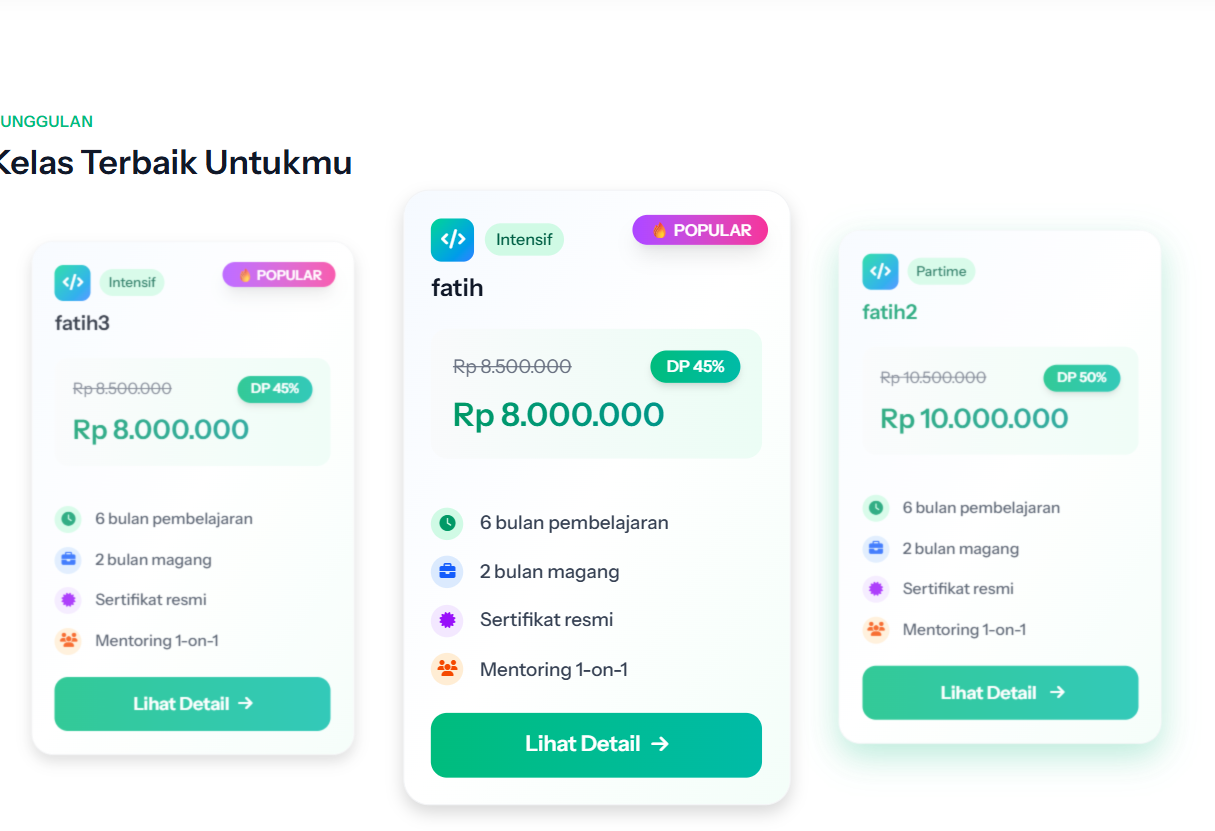 UNGGULAN
Kelas Terbaik Untukmu
</> Intensif 🔥 POPULAR
fatih3
Rp 8.500.000 DP 45%
Rp 8.000.000
6 bulan pembelajaran
2 bulan magang
Sertifikat resmi
Mentoring 1-on-1
Lihat Detail →
</> Intensif 🔥 POPULAR
fatih
Rp 8.500.000 DP 45%
Rp 8.000.000
6 bulan pembelajaran
2 bulan magang
Sertifikat resmi
Mentoring 1-on-1
Lihat Detail →
</> Partime
fatih2
Rp 10.500.000 DP 50%
Rp 10.000.000
6 bulan pembelajaran
2 bulan magang
Sertifikat resmi
Mentoring 1-on-1
Lihat Detail →